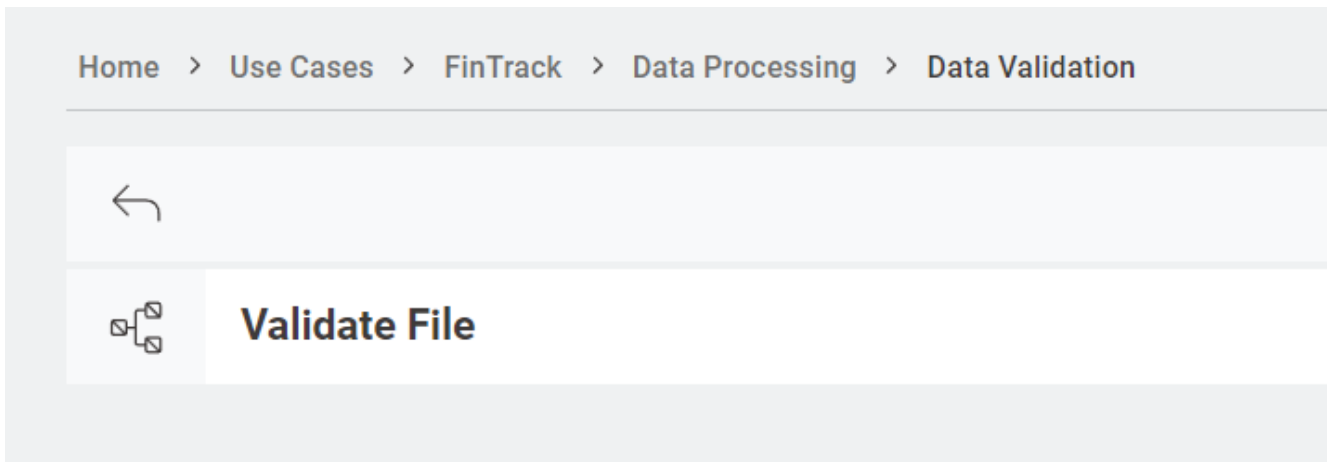 Home > Use Cases > FinTrack > Data Processing > Data Validation
Validate File